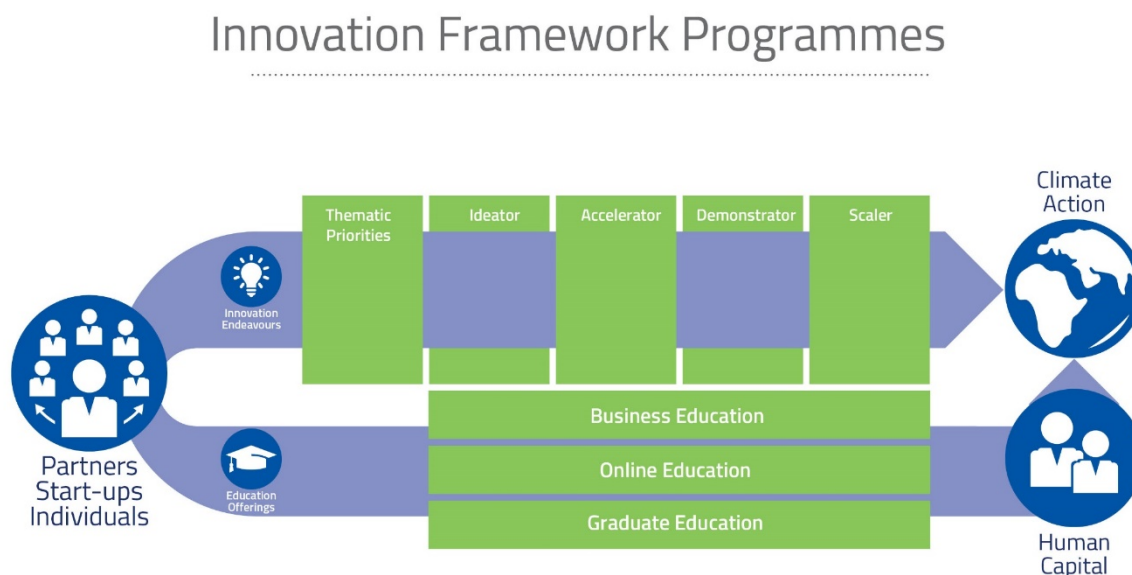 Innovation Framework Programmes
Climate
Action
Thematic
Priorities
Ideator
Accelerator
Demonstrator
Scaler
Innovation
Endeavours
Business Education
Partners
Start-ups
Individuals
Education
Offerings
Online Education
Graduate Education
Human
Capital